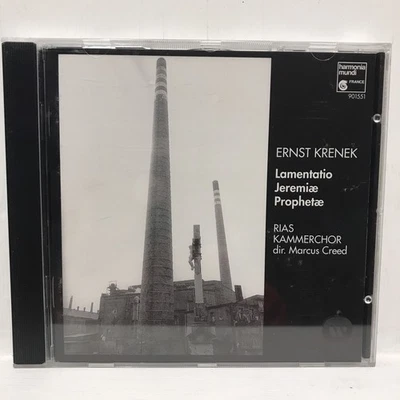 harmonia
mundi
FRANCE
901551
ERNST KRENEK
Lamentatio
Jeremiæ
Prophetæ
RIAS
KAMMERCHOR
dir. Marcus Creed